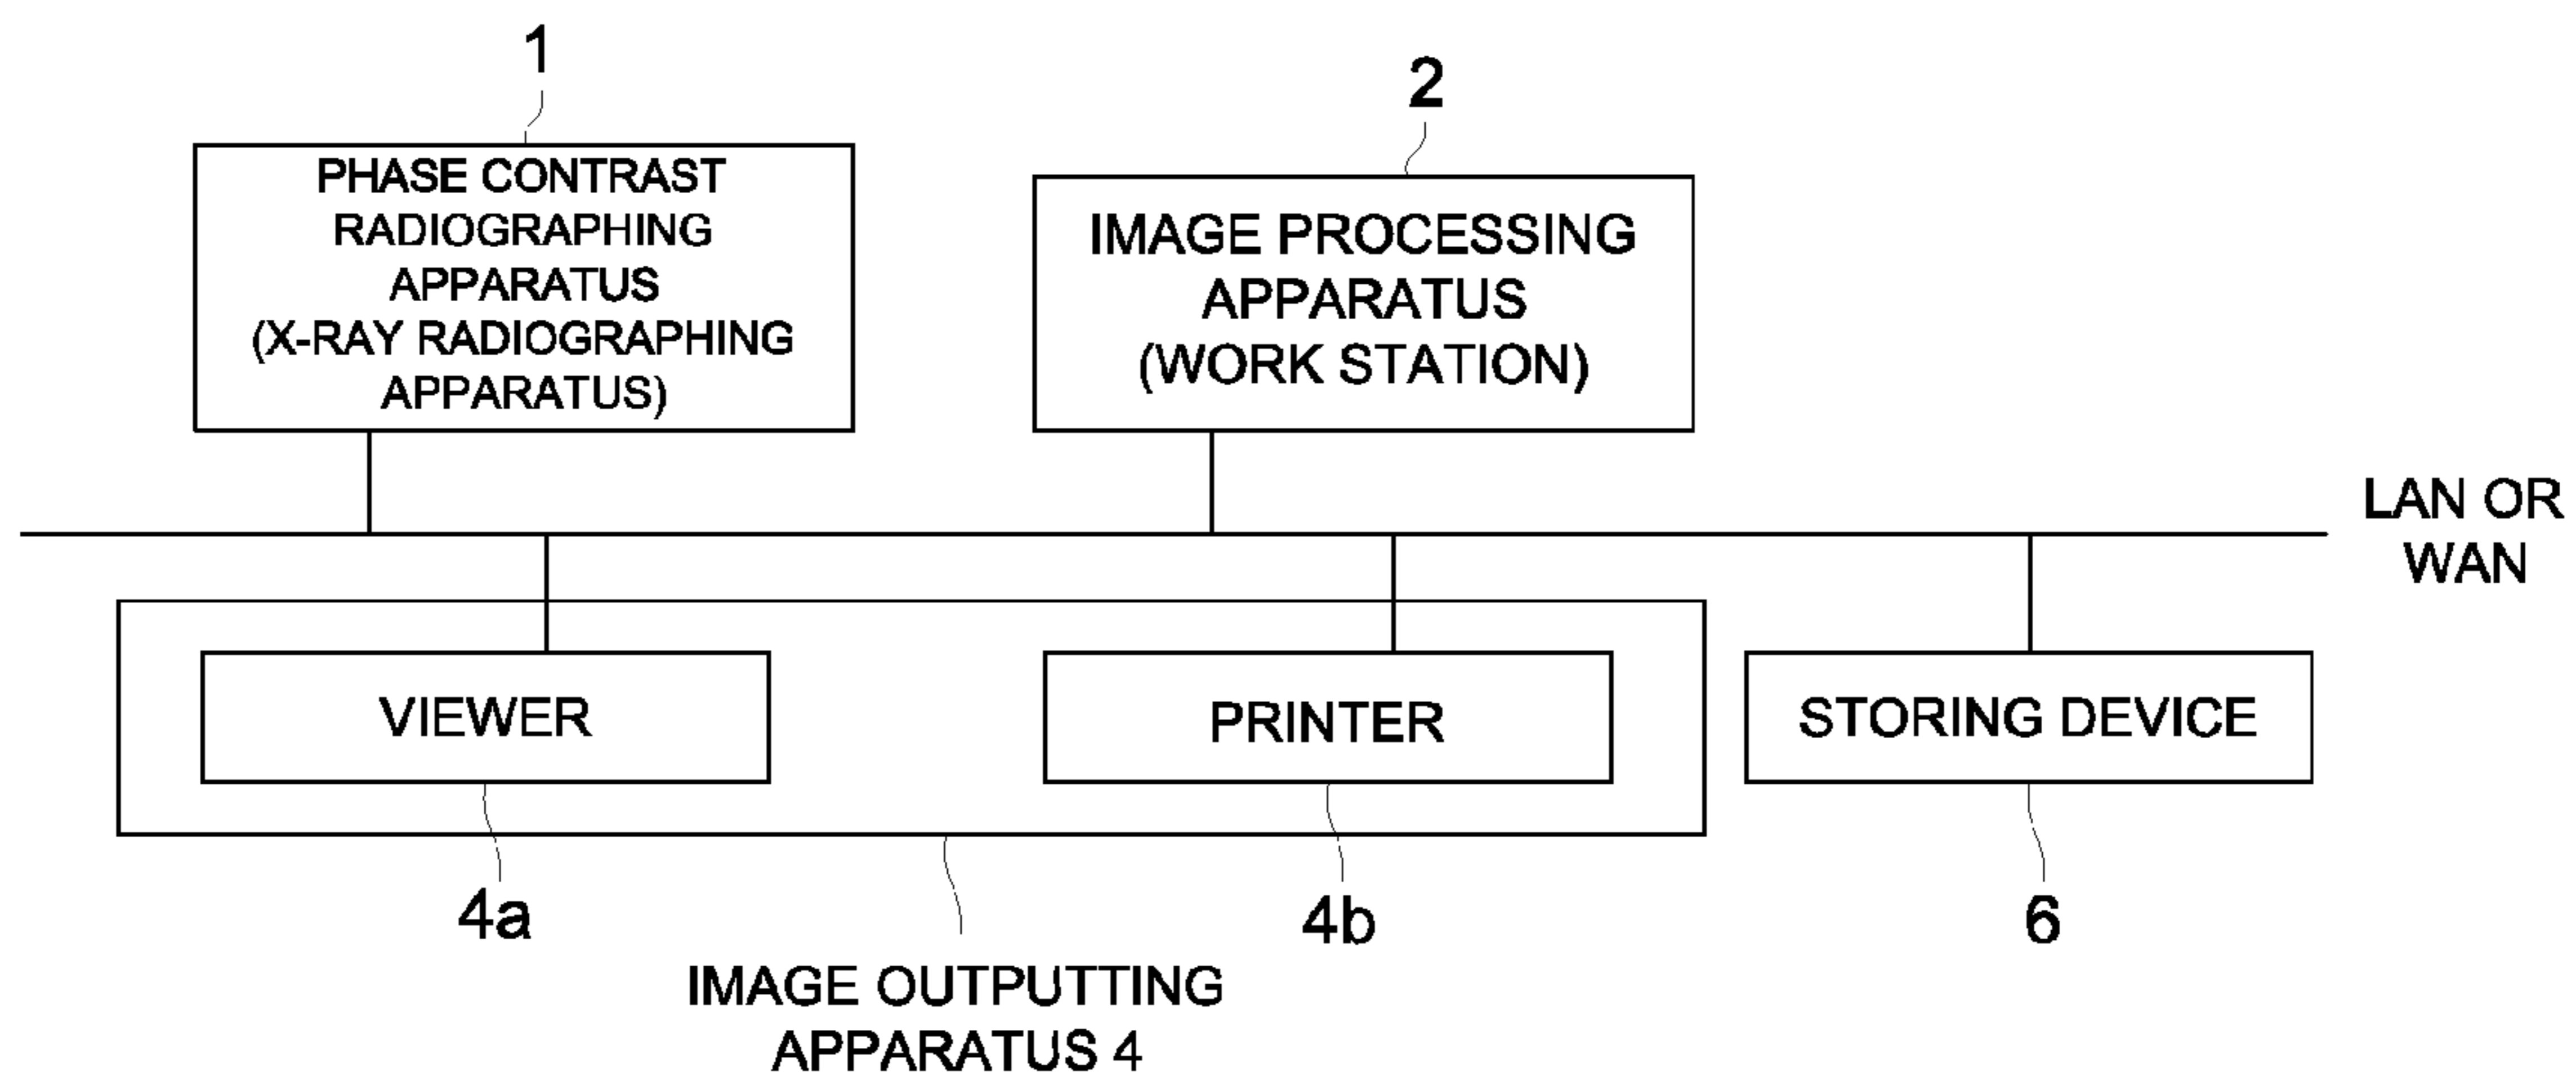 1
2
PHASE CONTRAST
RADIOGRAPHING
APPARATUS
(X-RAY RADIOGRAPHING
APPARATUS)
IMAGE PROCESSING
APPARATUS
(WORK STATION)
LAN OR
WAN
VIEWER
PRINTER
STORING DEVICE
4a
4b
6
IMAGE OUTPUTTING
APPARATUS 4